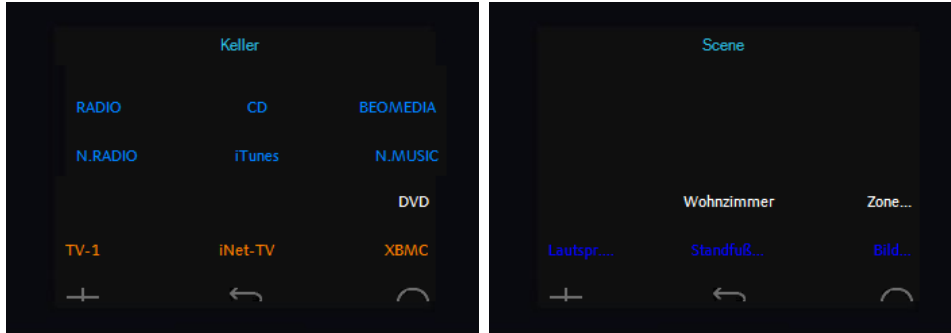 Keller
RADIO CD BEOMEDIA
N.RADIO iTunes N.MUSIC
DVD
TV-1 iNet-TV XBMC
Scene
Wohnzimmer Zone...
Lautspr.... Standfuß... Bild...